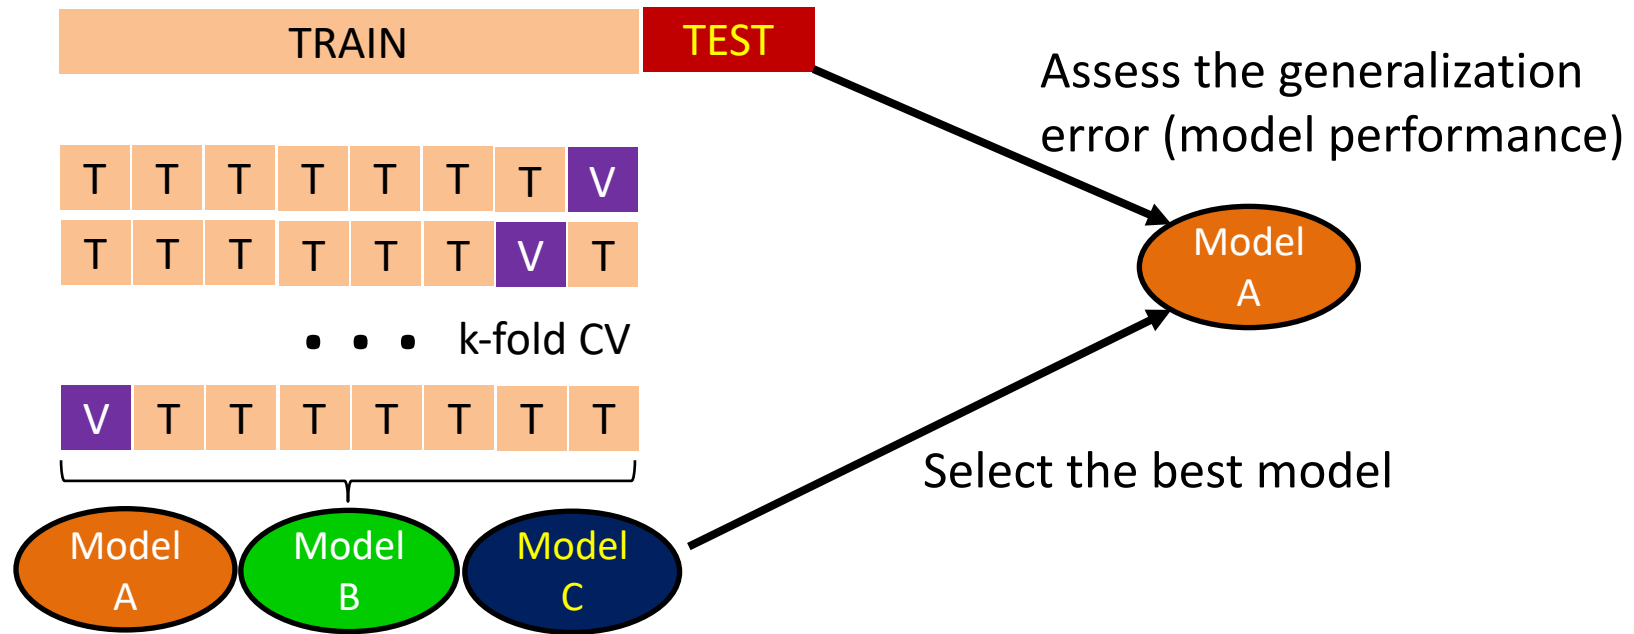 TRAIN TEST
Assess the generalization
error (model performance)
T T T T T T T V
T T T T T T V T
Model
A
. . . k-fold CV
V T T T T T T T
Select the best model
Model Model Model
A B C